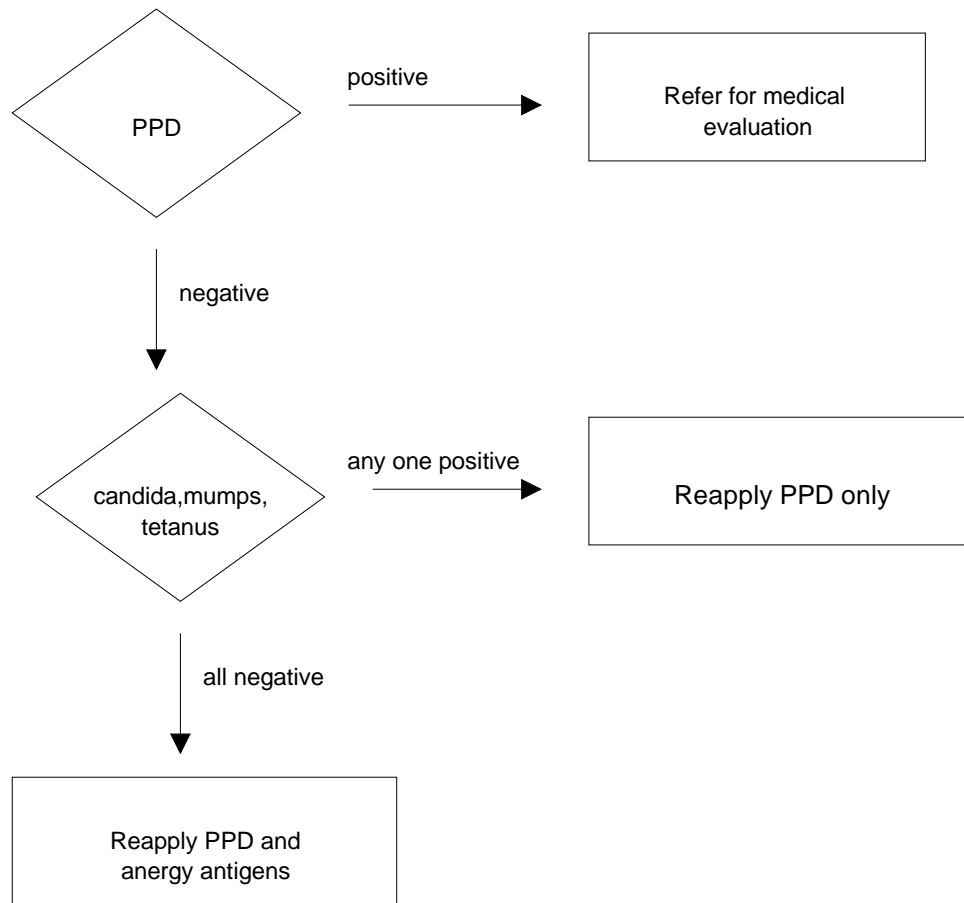 positive
PPD
Refer for medical
evaluation
negative
any one positive
candida,mumps,
tetanus
Reapply PPD only
all negative
Reapply PPD and
anergy antigens